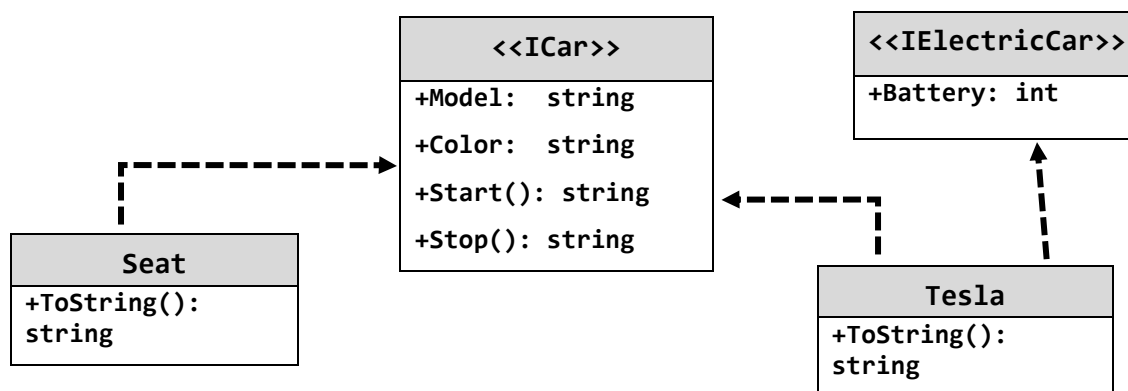 <<ICar>>
+Model:  string
+Color:  string
+Start(): string
+Stop(): string
<<IElectricCar>>
+Battery: int
Seat
+ToString():
string
Tesla
+ToString():
string